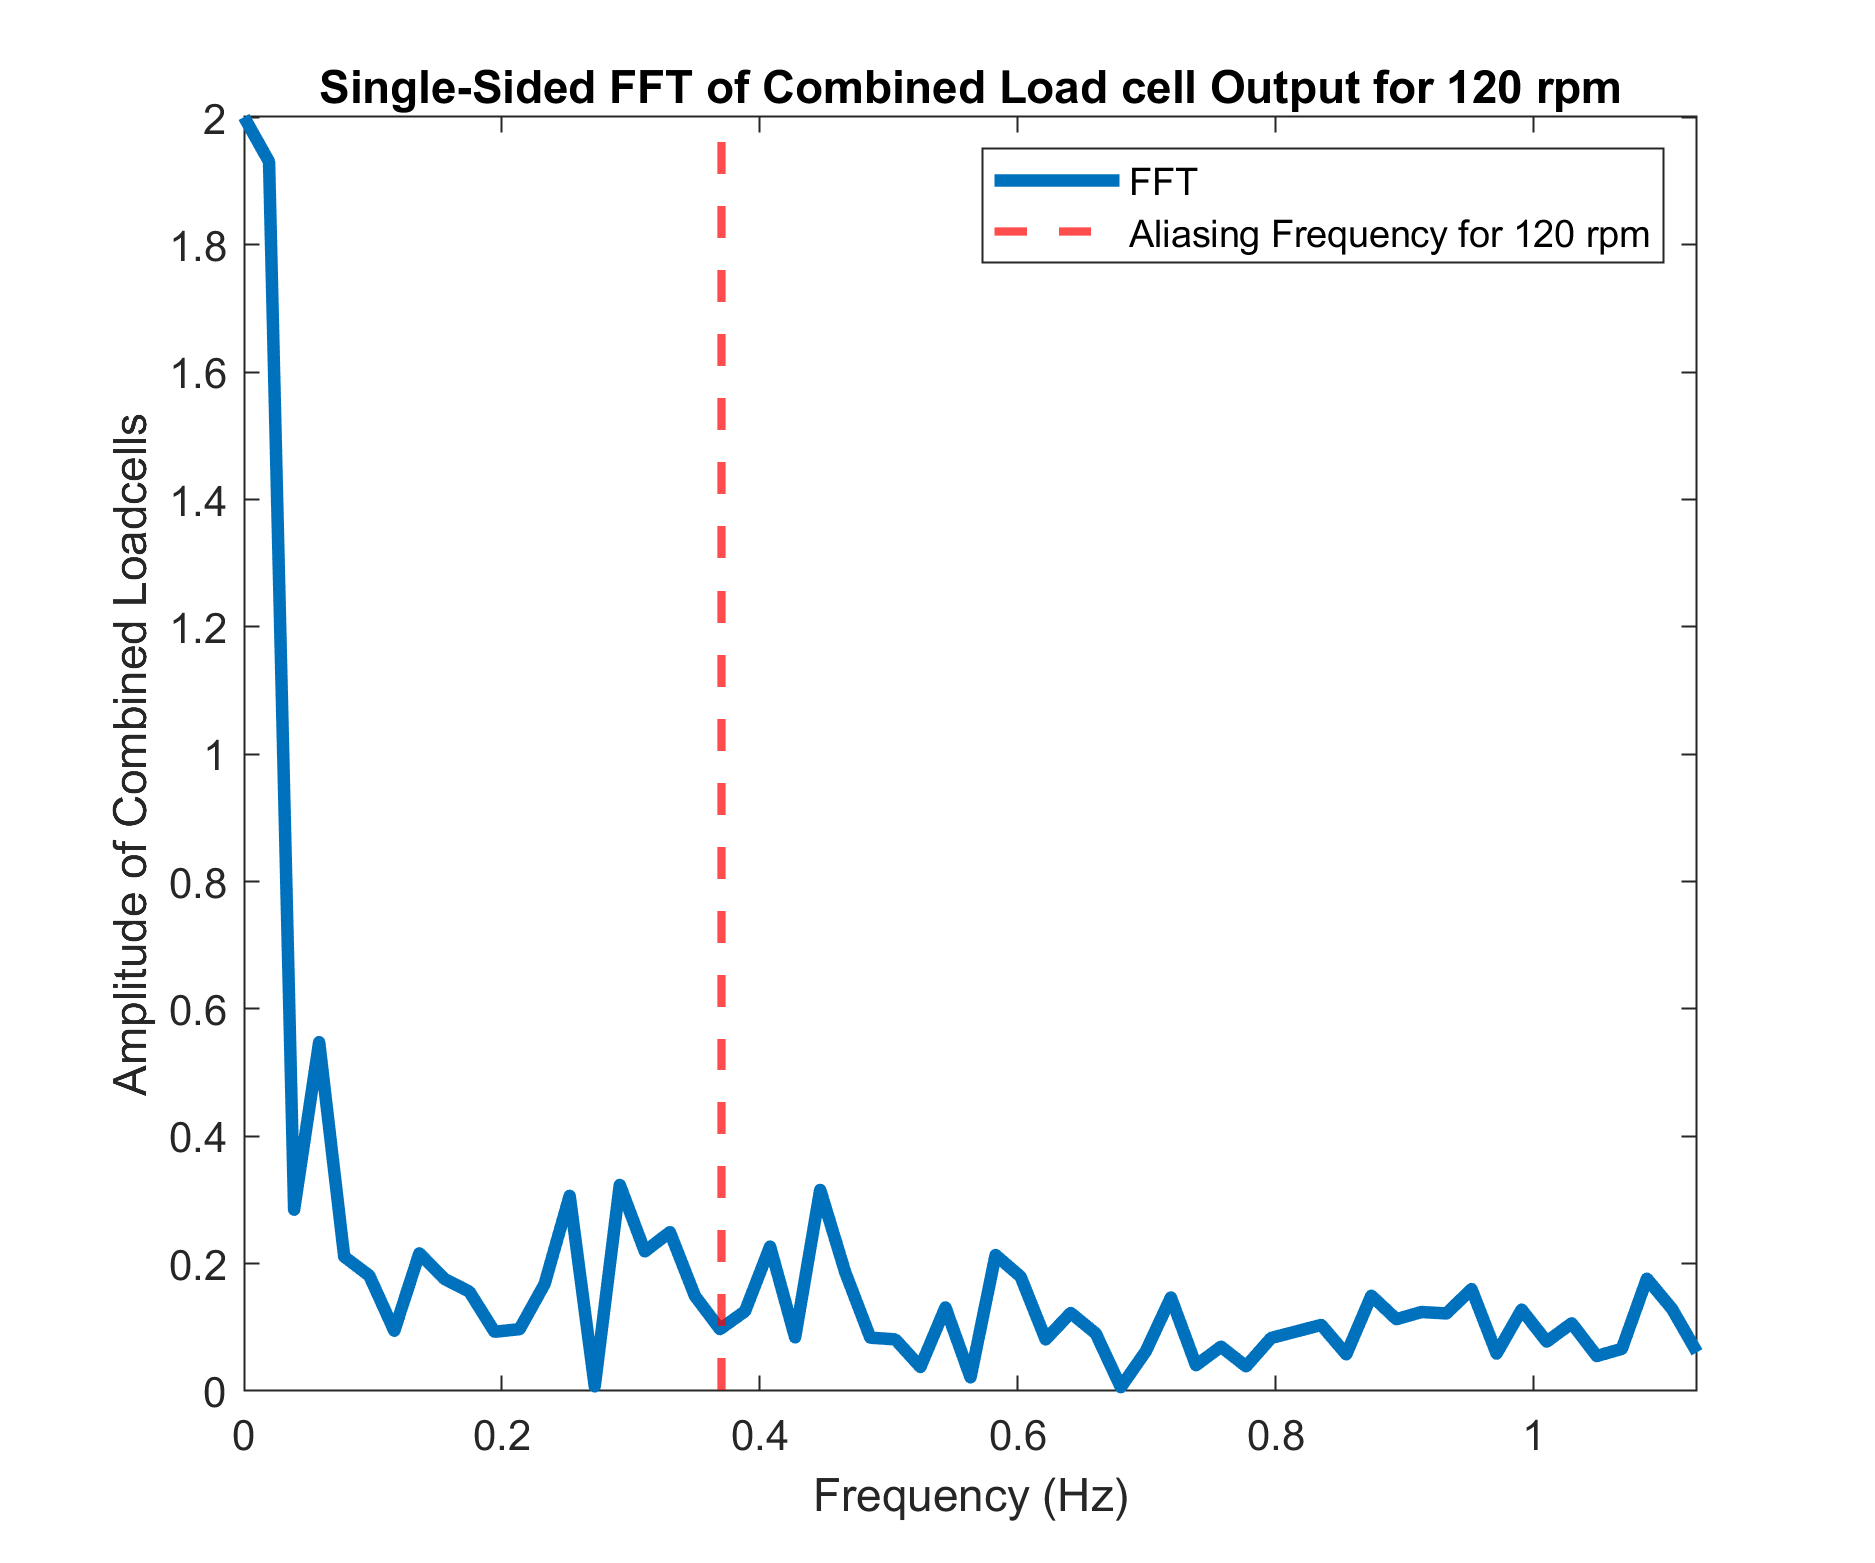 Single-Sided FFT of Combined Load cell Output for 120 rpm
FFT
Aliasing Frequency for 120 rpm
Amplitude of Combined Loadcells
2
1.8
1.6
1.4
1.2
1
0.8
0.6
0.4
0.2
0
0 0.2 0.4 0.6 0.8 1
Frequency (Hz)